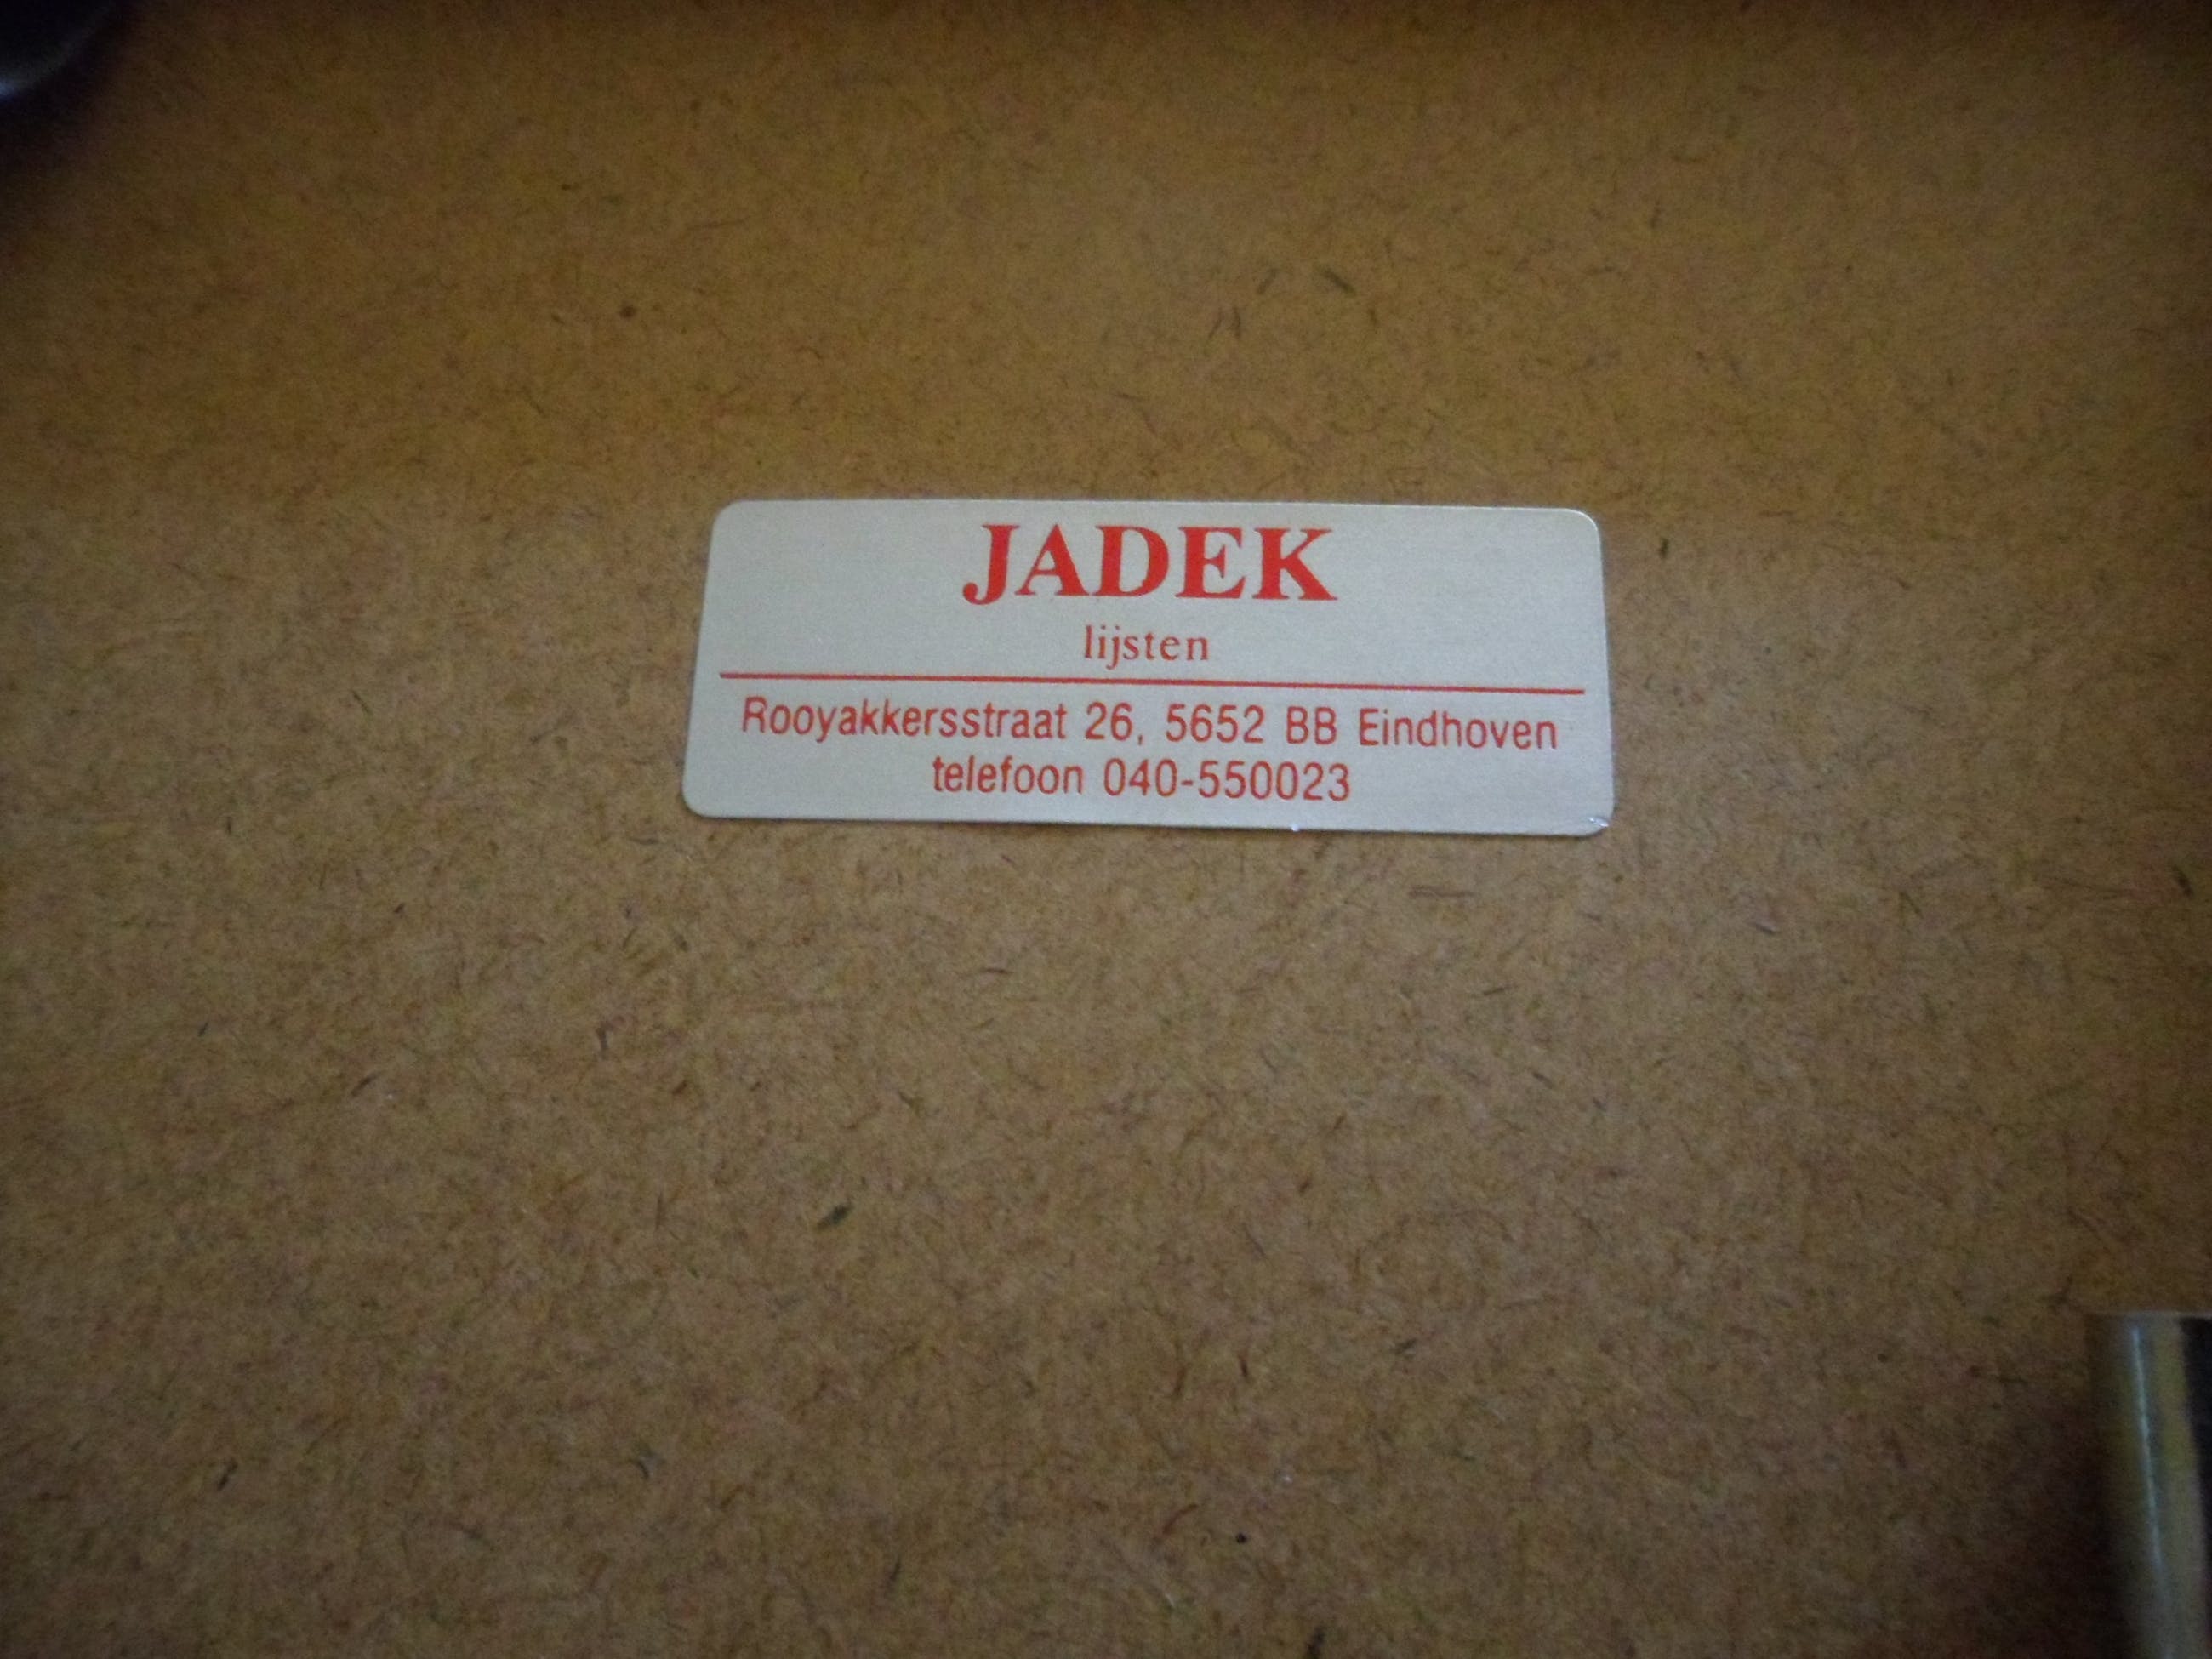 JADEK
lijsten
Rooyakkersstraat 26, 5652 BB Eindhoven
telefoon 040-550023